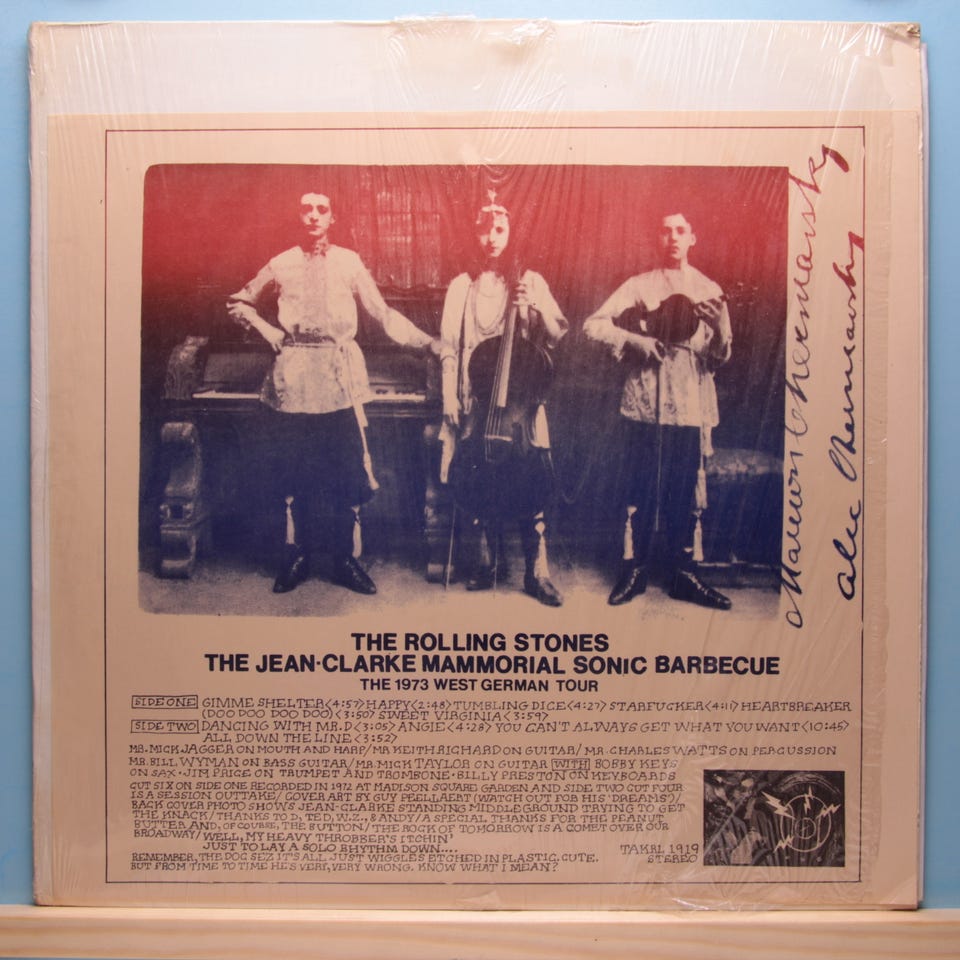 Alec Chermavsky
THE ROLLING STONES
THE JEAN-CLARKE MAMMORIAL SONIC BARBECUE
THE 1973 WEST GERMAN TOUR
SIDE ONE GIMME SHELTER<4:57>HAPPY<2:48>TUMBLING DICE<4:27> STARFUCKER<4:11>HEARTBREAKER
(DOO DOO DOO DOO)<3:50>SWEET VIRGINIA<3:59>
SIDE TWO DANCING WITH MR.D<3:05>ANGIE<4:28>YOU CAN'T ALWAYS GET WHAT YOU WANT<10:45>
ALL DOWN THE LINE<3:52>
MR. MICK JAGGER ON MOUTH AND HARP/MR KEITH RICHARD ON GUITAR/ MR CHARLES WATTS ON PERCUSSION
MR. BILL WYMAN ON BASS GUITAR/MR.MICK TAYLOR ON GUITAR WITH BOBBY KEYS
ON SAX·JIM PRICE ON TRUMPET AND TROMBONE·BILLY PRESTON ON KEYBOARDS
CUT SIX ON SIDE ONE RECORDED IN 1972 AT MADISON SQUARE GARDEN AND SIDE TWO CUT FOUR
IS A SESSION OUTTAKE/COVER ART BY GUY PEELLAERT (WATCH OUT FOR HIS 'DREAMS')/
BACK COVER PHOTO SHOWS JEAN-CLARKE STANDING MIDDLEGROUND TRYING TO GET
THE KNACK/THANKS TO D, TED, W.Z., & ANDY/A SPECIAL THANKS FOR THE PEANUT
BUTTER AND, OF COURSE, THE BUTTON/THE ROCK OF TOMORROW IS A COMET OVER OUR
BROADWAY/WELL, MY HEAVY THROBBER'S ITCHIN'
JUST TO LAY A SOLO RHYTHM DOWN....
REMEMBER, THE DOG SEZ IT'S ALL JUST WIGGLES ETCHED IN PLASTIC, CUTE.
BUT FROM TIME TO TIME HE'S VERY, VERY WRONG. KNOW WHAT I MEAN?
TAKRL 1919
STEREO